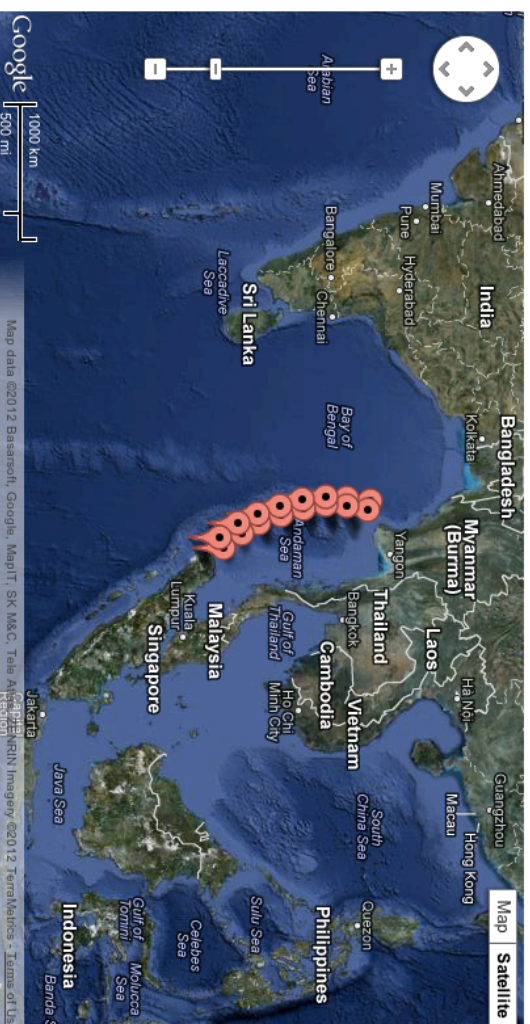 Map
Satellite
Ahmedabad
India
Bangladesh
Kolkata
Mumbai
Pune
Hyderabad
Myanmar
(Burma)
Hà Nội
Guangzhou
Hong Kong
Macau
Laos
Arabian
Sea
Bangalore
Chennai
Bay of
Bengal
Yangon
Thailand
Bangkok
Vietnam
Cambodia
Ho Chi
Minh City
South
China Sea
Quezon
Philippines
Andaman
Sea
Gulf of
Thailand
Sri Lanka
Laccadive
Sea
Malaysia
Kuala
Lumpur
Singapore
Sulu Sea
Celebes
Sea
Gulf of
Tomini
Molucca
Sea
Indonesia
Banda S
Java Sea
Jakarta
Capital
Region
1000 km
500 mi
Google
Map data ©2012 Basarsoft, Google, MapIT, SK M&C, Tele Imagery ©2012 TerraMetrics - Terms of Us